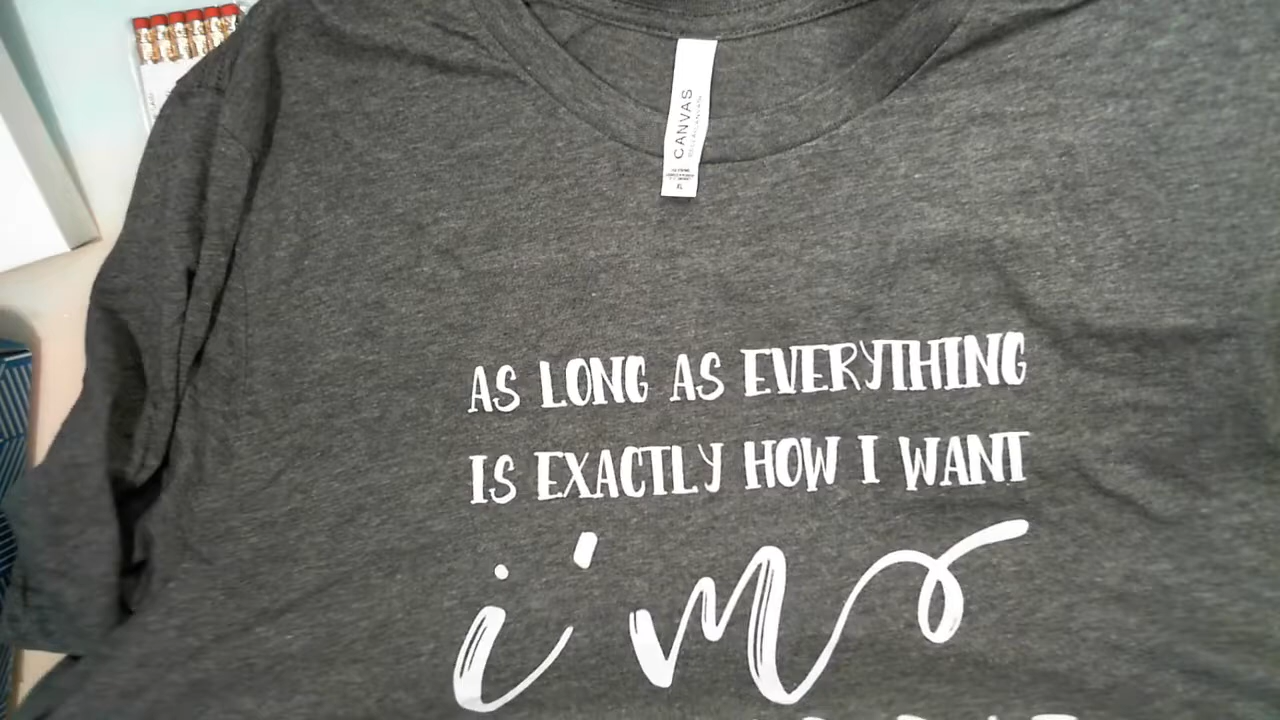 CANVAS
AS LONG AS EVERYTHING
IS EXACTLY HOW I WANT
i'm